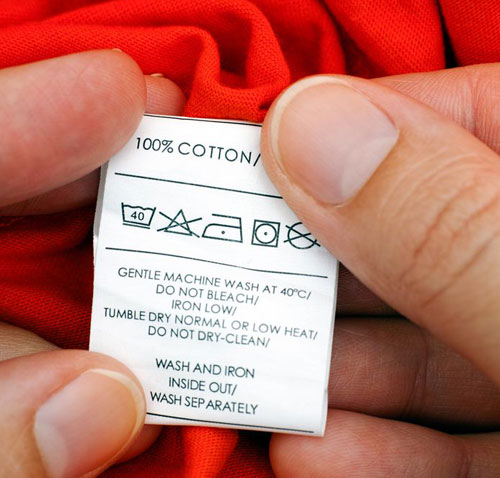 100% COTTON/
40
GENTLE MACHINE WASH AT 40ºC/
DO NOT BLEACH/
IRON LOW/
TUMBLE DRY NORMAL OR LOW HEAT/
DO NOT DRY-CLEAN/
WASH AND IRON
INSIDE OUT/
WASH SEPARATELY